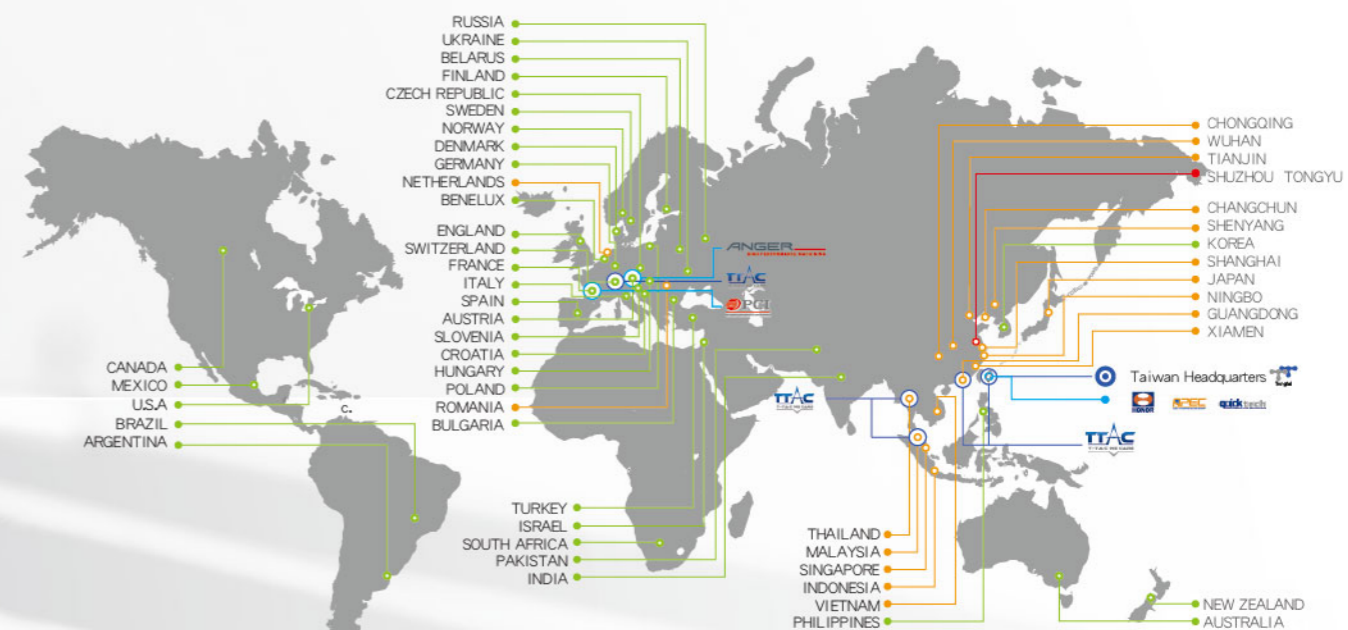 RUSSIA
UKRAINE
BELARUS
FINLAND
CZECH REPUBLIC
SWEDEN
NORWAY
DENMARK
GERMANY
NETHERLANDS
BENELUX
ENGLAND
SWITZERLAND
FRANCE
ITALY
SPAIN
AUSTRIA
SLOVENIA
CROATIA
HUNGARY
POLAND
ROMANIA
BULGARIA
CANADA
MEXICO
U.S.A
BRAZIL
ARGENTINA
C.
ANGER
TTAC
PCI
TURKEY
ISRAEL
SOUTH AFRICA
PAKISTAN
INDIA
TTAC
CHONGQING
WUHAN
TIANJIN
SHUZHOU TONGYU
CHANGCHUN
SHENYANG
KOREA
SHANGHAI
JAPAN
NINGBO
GUANGDONG
XIAMEN
Taiwan Headquarters
HONOR
APEC
quicktech
TTAC
THAILAND
MALAYSIA
SINGAPORE
INDONESIA
VIETNAM
PHILIPPINES
NEW ZEALAND
AUSTRALIA